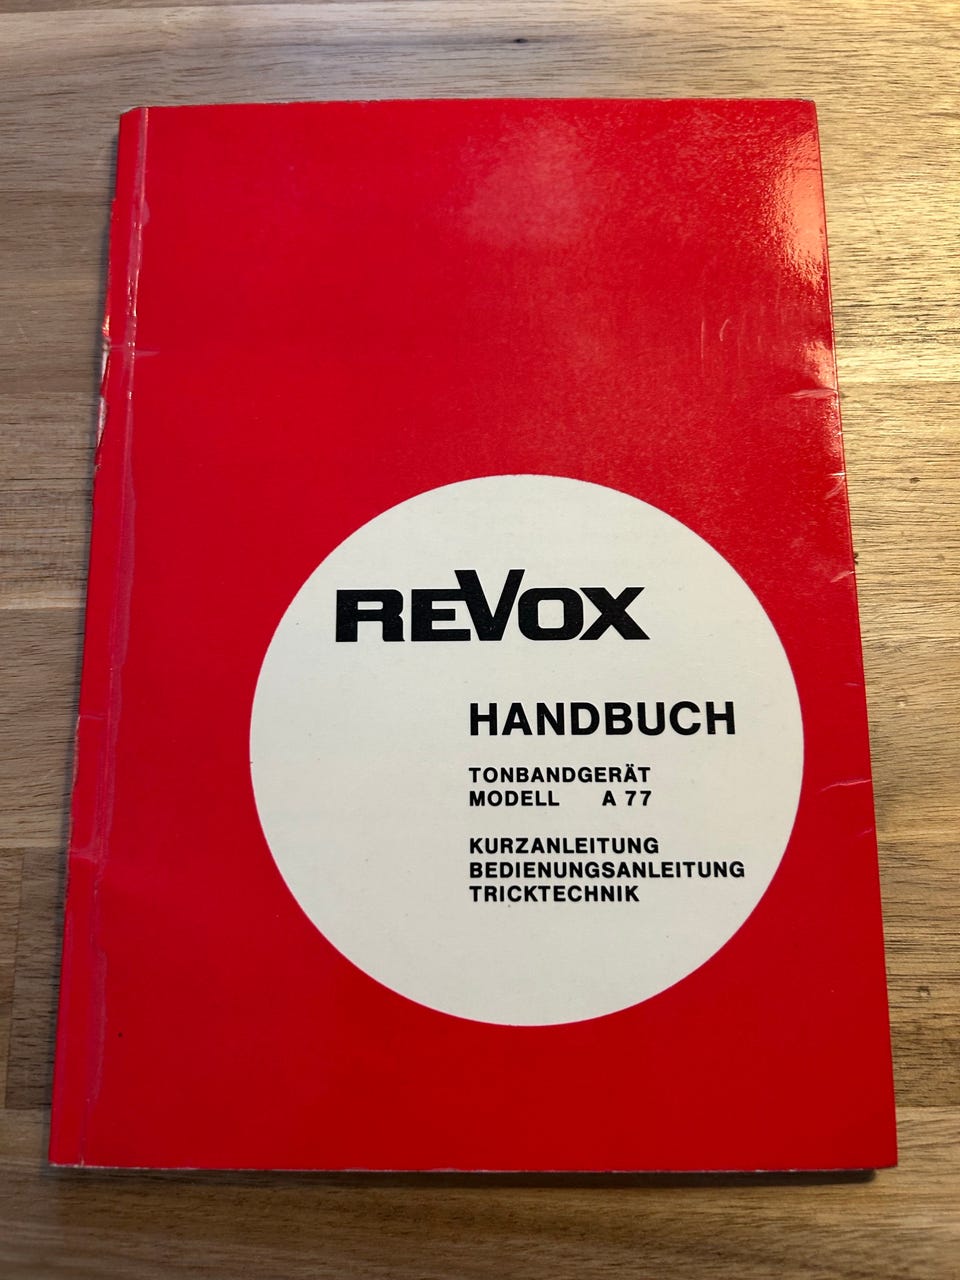 REVOX
HANDBUCH
TONBANDGERÄT
MODELL A 77
KURZANLEITUNG
BEDIENUNGSANLEITUNG
TRICKTECHNIK